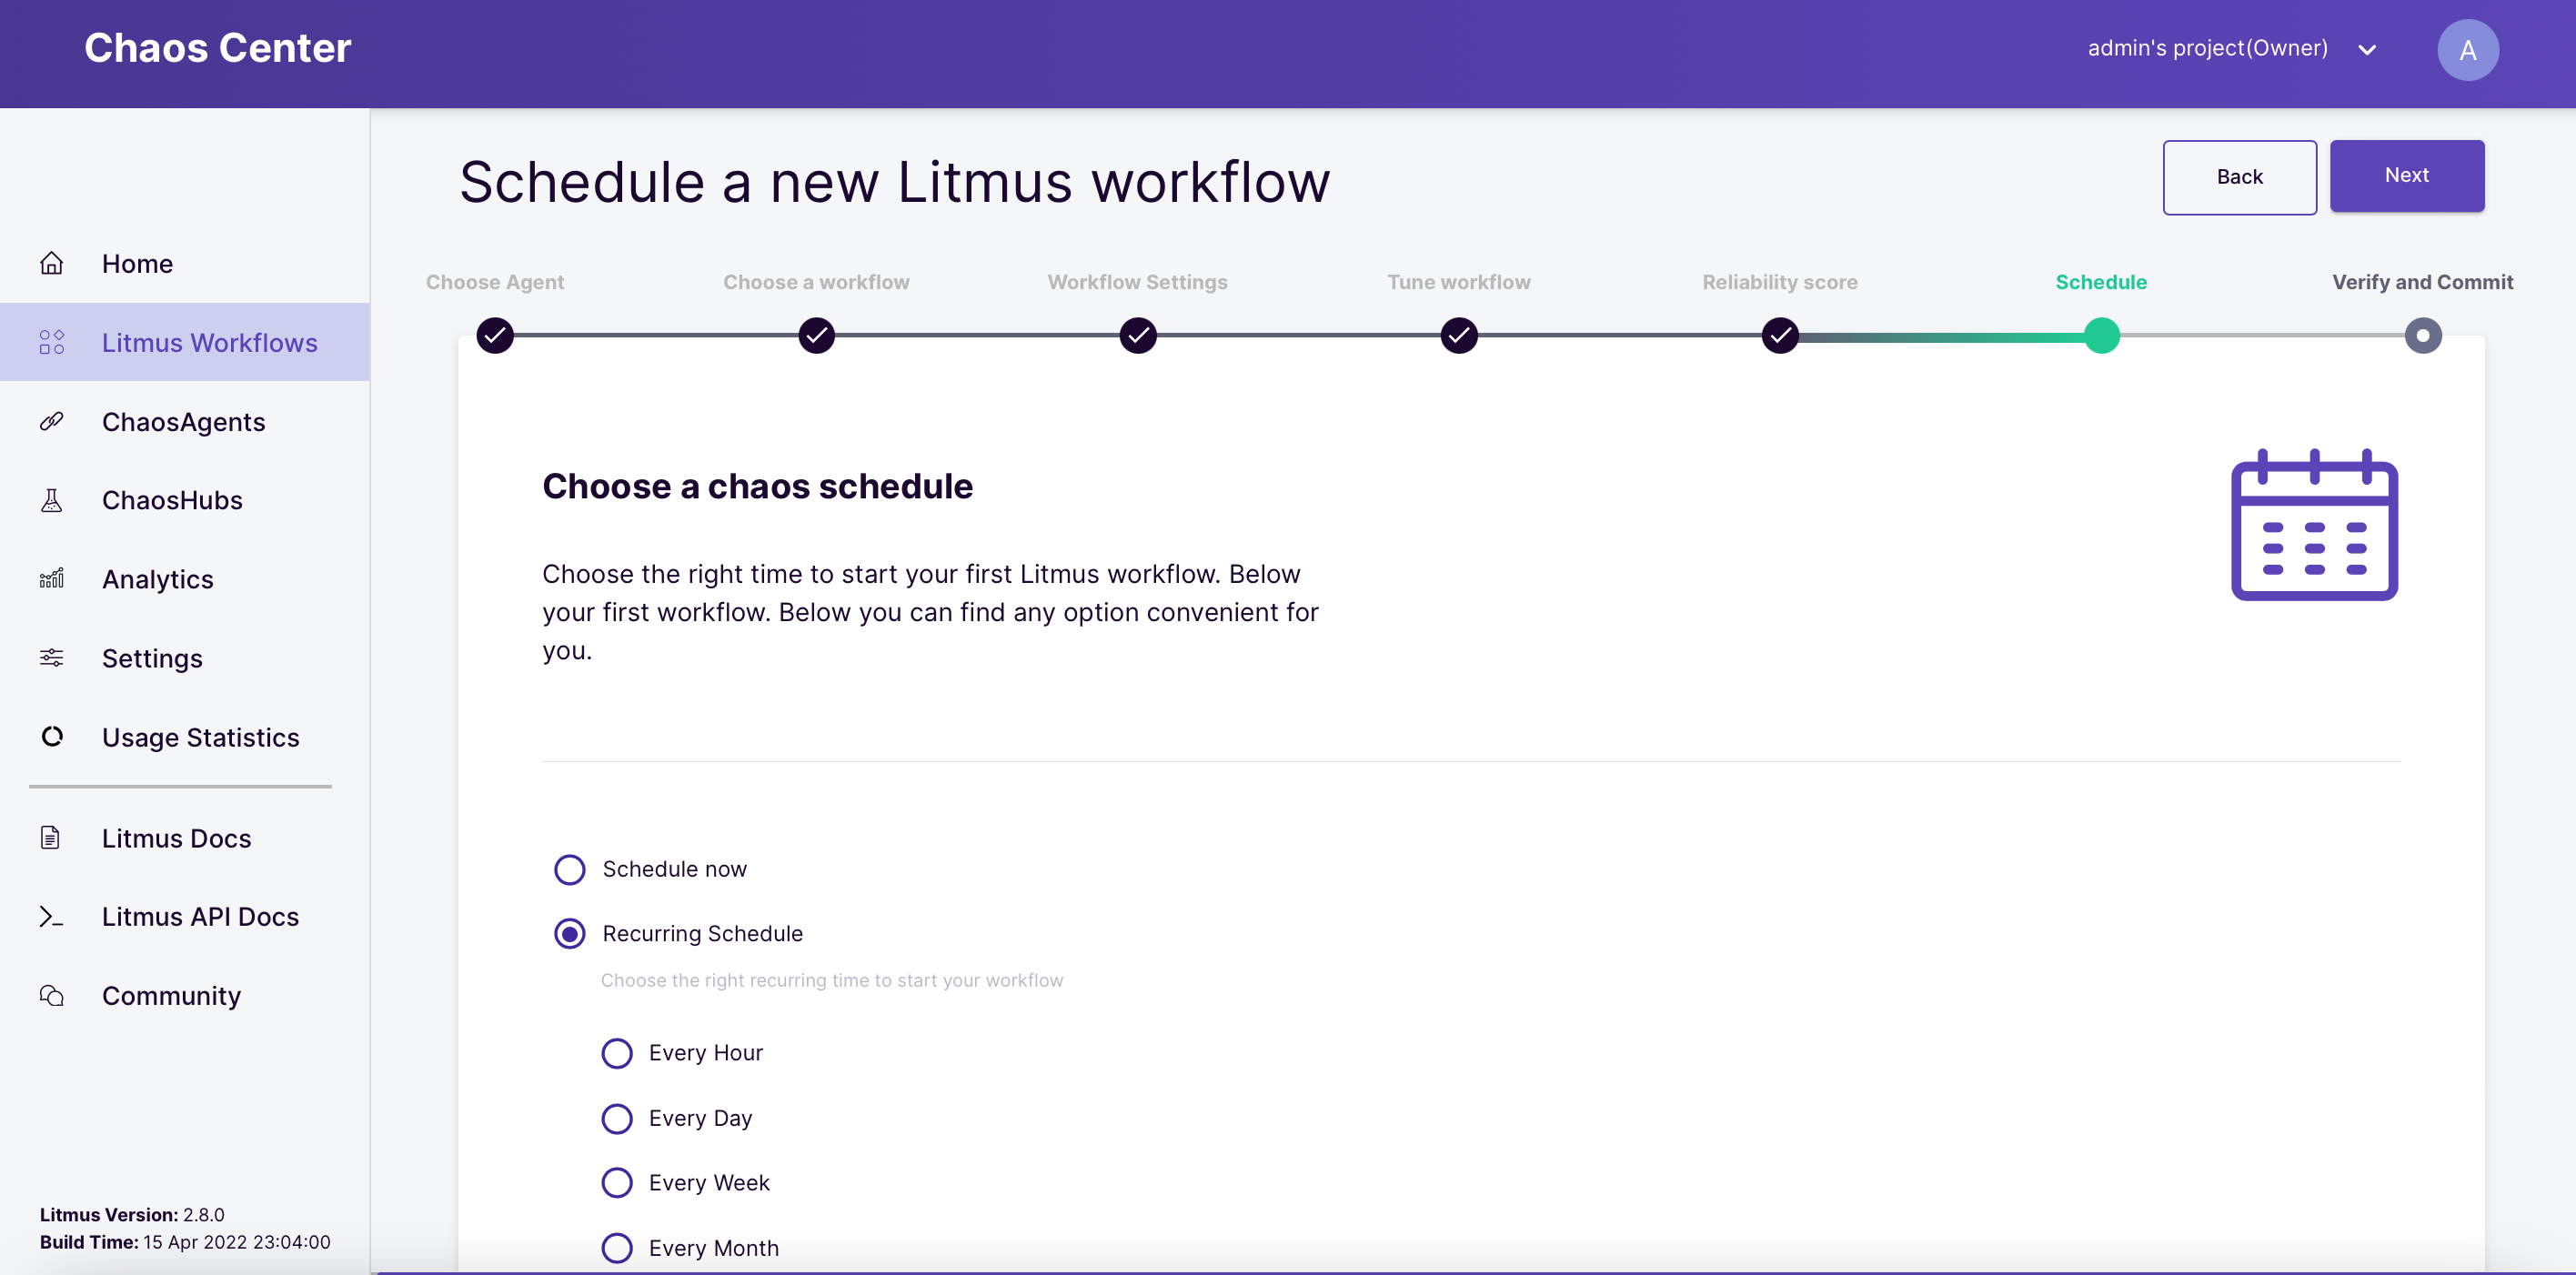 Chaos Center
admin's project(Owner)
A
Home
Litmus Workflows
ChaosAgents
ChaosHubs
Analytics
Settings
Usage Statistics
Litmus Docs
Litmus API Docs
Community
Litmus Version: 2.8.0
Build Time: 15 Apr 2022 23:04:00
Schedule a new Litmus workflow
Back
Next
Choose Agent
Choose a workflow
Workflow Settings
Tune workflow
Reliability score
Schedule
Verify and Commit
Choose a chaos schedule
Choose the right time to start your first Litmus workflow. Below
your first workflow. Below you can find any option convenient for
you.
Schedule now
Recurring Schedule
Choose the right recurring time to start your workflow
Every Hour
Every Day
Every Week
Every Month